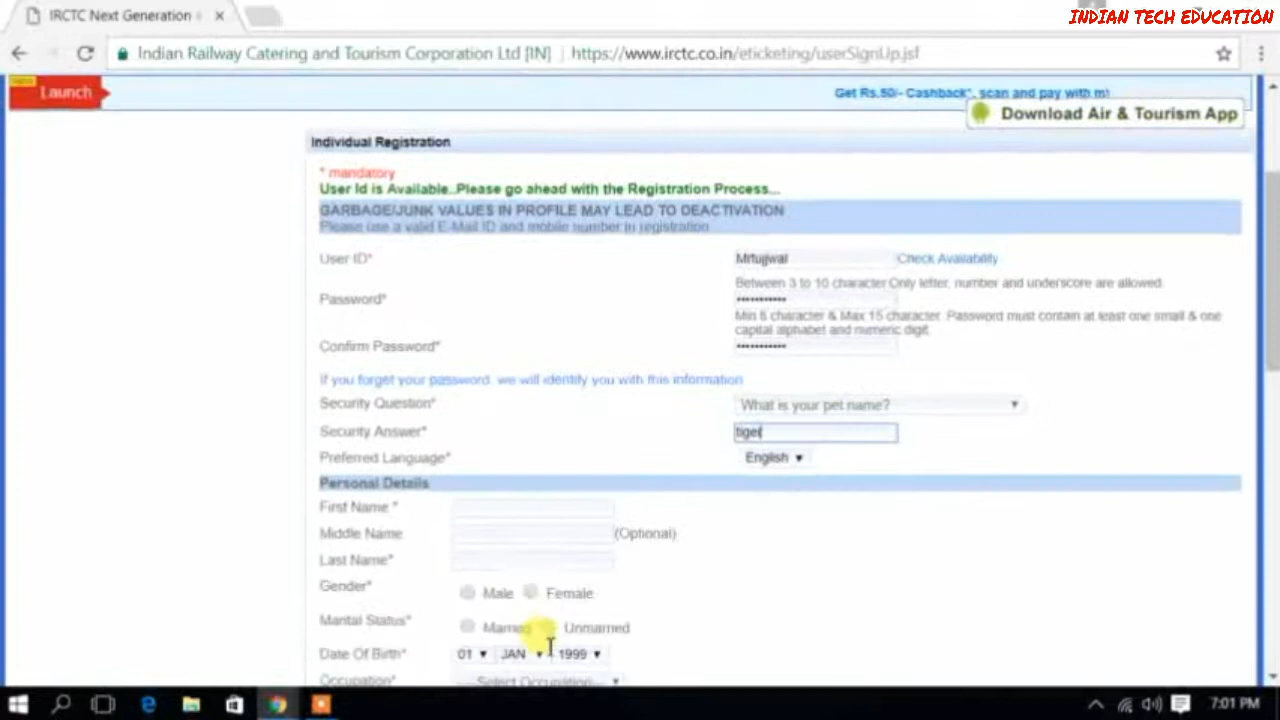 INDIAN TECH EDUCATION
IRCTC Next Generation
Indian Railway Catering and Tourism Corporation Ltd [IN] | https://www.irctc.co.in/eticketing/userSignUp.jsf
Launch
Get Rs.50/- Cashback*, scan and pay with
Download Air & Tourism App
Individual Registration
* mandatory
User Id is Available..Please go ahead with the Registration Process...
GARBAGE/JUNK VALUES IN PROFILE MAY LEAD TO DEACTIVATION
Please use a valid E-Mail ID and mobile number in registration
User ID* Mrfujwal Check Availability
Between 3 to 10 character.Only letter, number and underscore are allowed.
Password* •••••••••••
Min 8 character & Max 15 character. Password must contain at least one small & one
capital alphabet and numeric digit.
Confirm Password* •••••••••••
If you forget your password, we will identify you with this information
Security Question* What is your pet name?
Security Answer* tiger
Preferred Language* English
Personal Details
First Name *
Middle Name (Optional)
Last Name*
Gender* Male Female
Marital Status* Married Unmarried
Date Of Birth* 01 JAN 1999
Occupation* ----Select Occupation----
7:01 PM